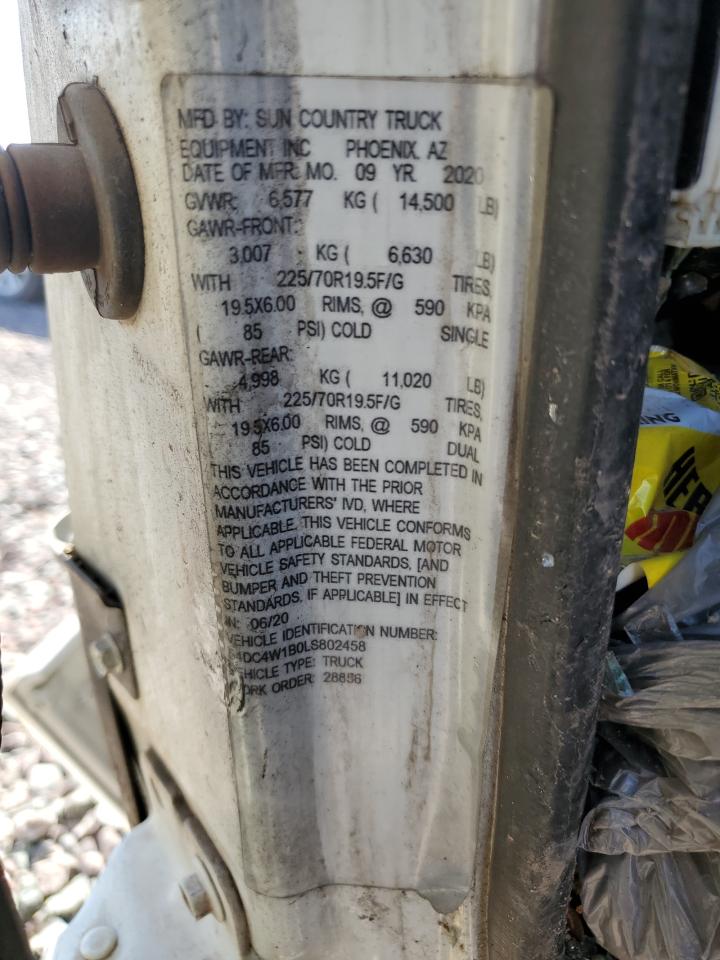 MFD BY: SUN COUNTRY TRUCK
EQUIPMENT INC PHOENIX, AZ
DATE OF MFR: MO. 09 YR. 2020
GVWR: 6,577 KG ( 14,500 LB)
GAWR-FRONT:
3,007 KG ( 6,630 LB)
WITH 225/70R19.5F/G TIRES,
19.5X6.00 RIMS, @ 590 KPA
( 85 PSI) COLD SINGLE
GAWR-REAR:
4,998 KG ( 11,020 LB)
WITH 225/70R19.5F/G TIRES,
19.5X6.00 RIMS, @ 590 KPA
85 PSI) COLD DUAL
THIS VEHICLE HAS BEEN COMPLETED IN
ACCORDANCE WITH THE PRIOR
MANUFACTURERS' IVD, WHERE
APPLICABLE, THIS VEHICLE CONFORMS
TO ALL APPLICABLE FEDERAL MOTOR
VEHICLE SAFETY STANDARDS, [AND
BUMPER AND THEFT PREVENTION
STANDARDS, IF APPLICABLE] IN EFFECT
IN: 06/20
VEHICLE IDENTIFICATION NUMBER:
DC4W1B0LS802458
VEHICLE TYPE: TRUCK
WORK ORDER: 28856
ING
HER